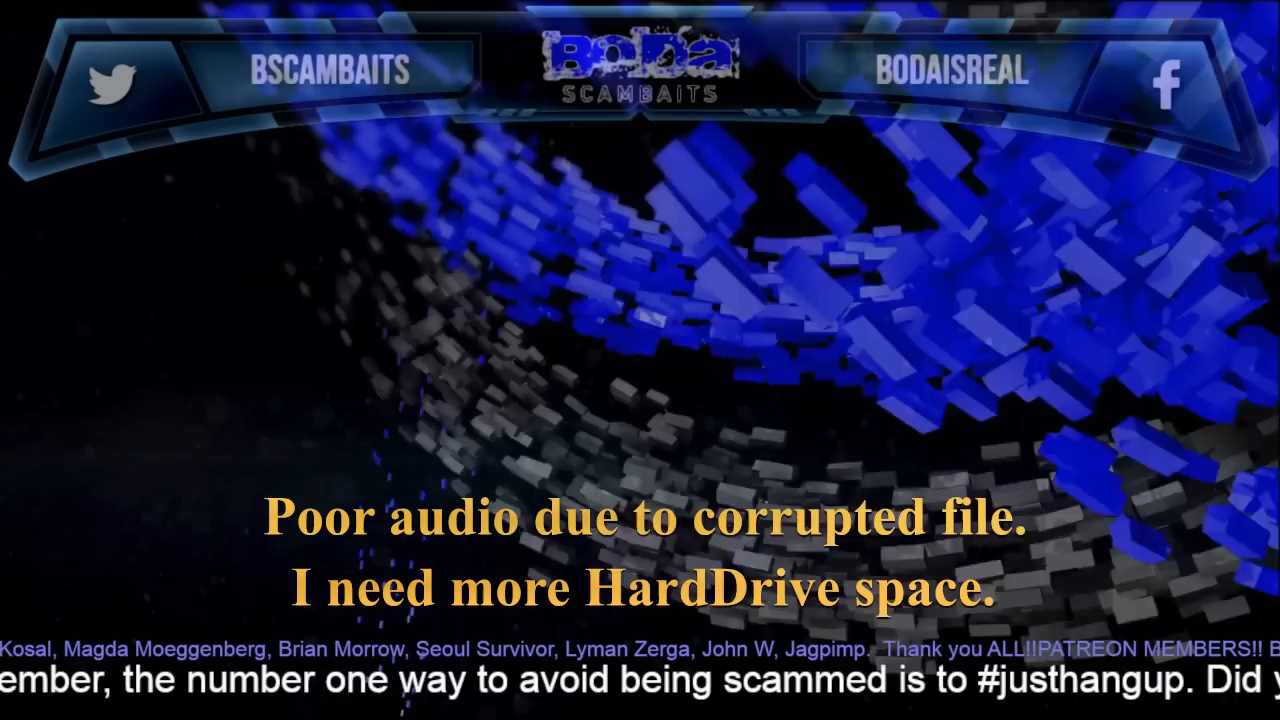 BSCAMBAITS
BoDa
SCAMBAITS
BODAISREAL
Poor audio due to corrupted file.
I need more HardDrive space.
Kosal, Magda Moeggenberg, Brian Morrow, Seoul Survivor, Lyman Zerga, John W, Jagpimp.  Thank you ALL!!PATREON MEMBERS!! B
ember, the number one way to avoid being scammed is to #justhangup. Did y